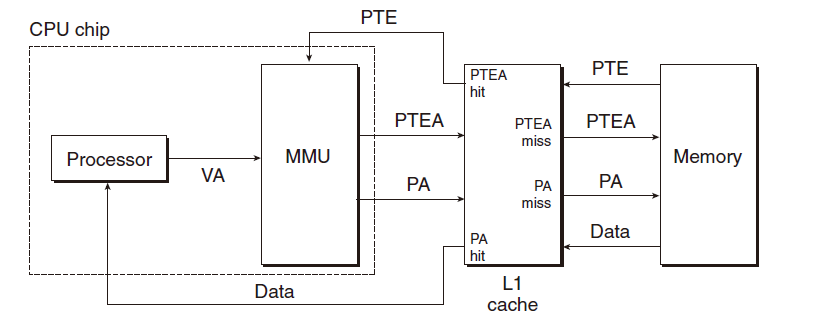 PTE
CPU chip
PTEA
hit
PTE
PTEA
PTEA
miss
PTEA
Processor
MMU
Memory
VA
PA
PA
miss
PA
PA
hit
Data
Data
L1
cache